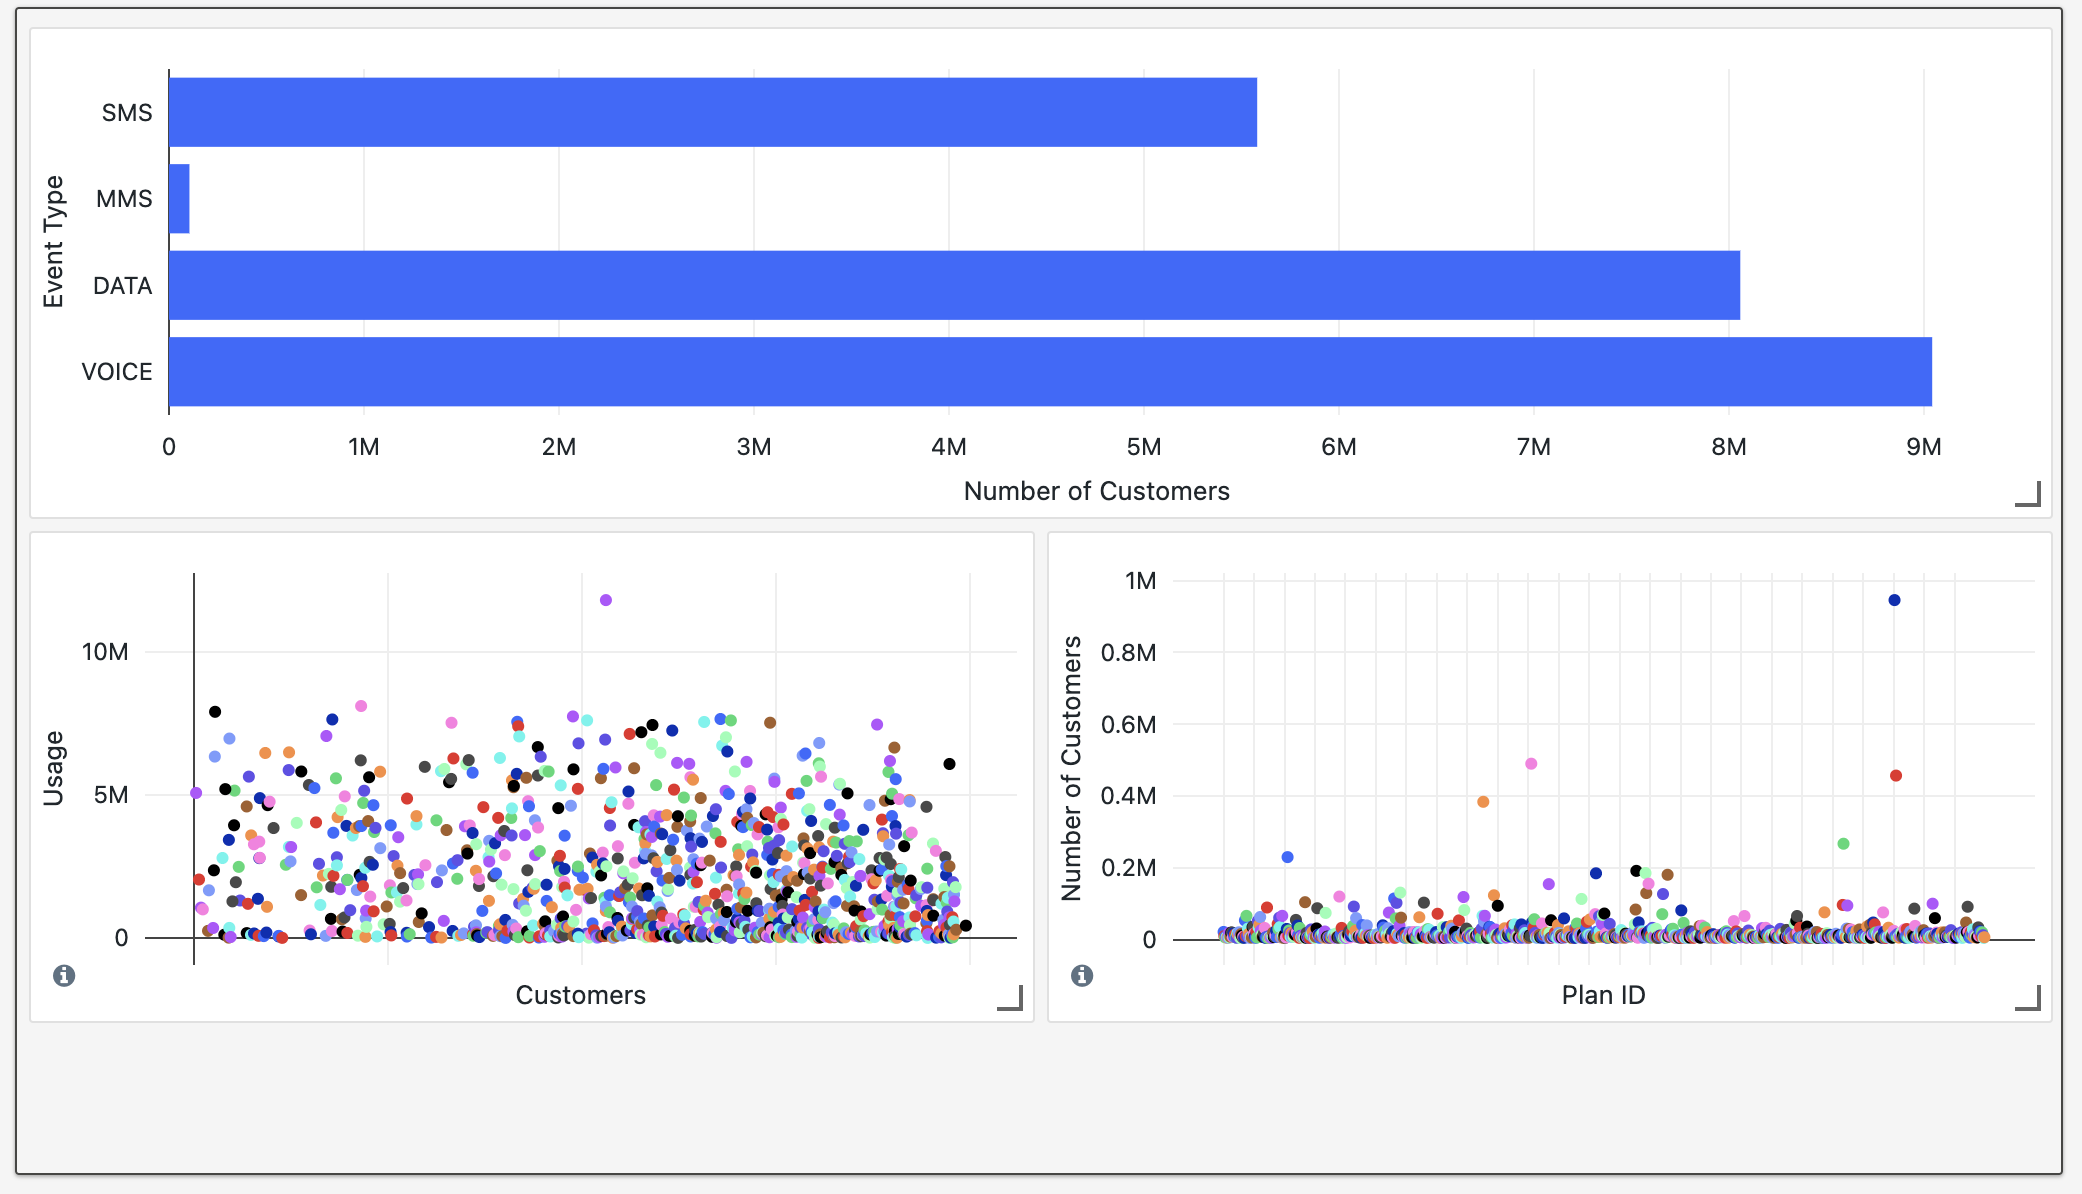 Event Type
SMS
MMS
DATA
VOICE
0 1M 2M 3M 4M 5M 6M 7M 8M 9M
Number of Customers
Usage
10M
5M
0
Customers
Number of Customers
1M
0.8M
0.6M
0.4M
0.2M
0
Plan ID